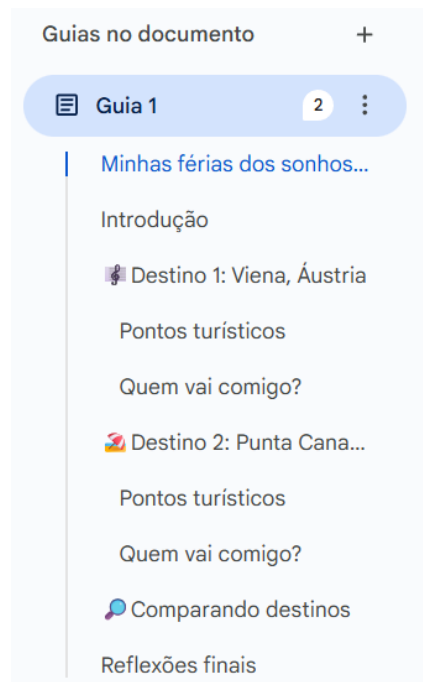 Guias no documento +
Guia 1 2
Minhas férias dos sonhos...
Introdução
🎼 Destino 1: Viena, Áustria
Pontos turísticos
Quem vai comigo?
🏖️ Destino 2: Punta Cana...
Pontos turísticos
Quem vai comigo?
🔎 Comparando destinos
Reflexões finais